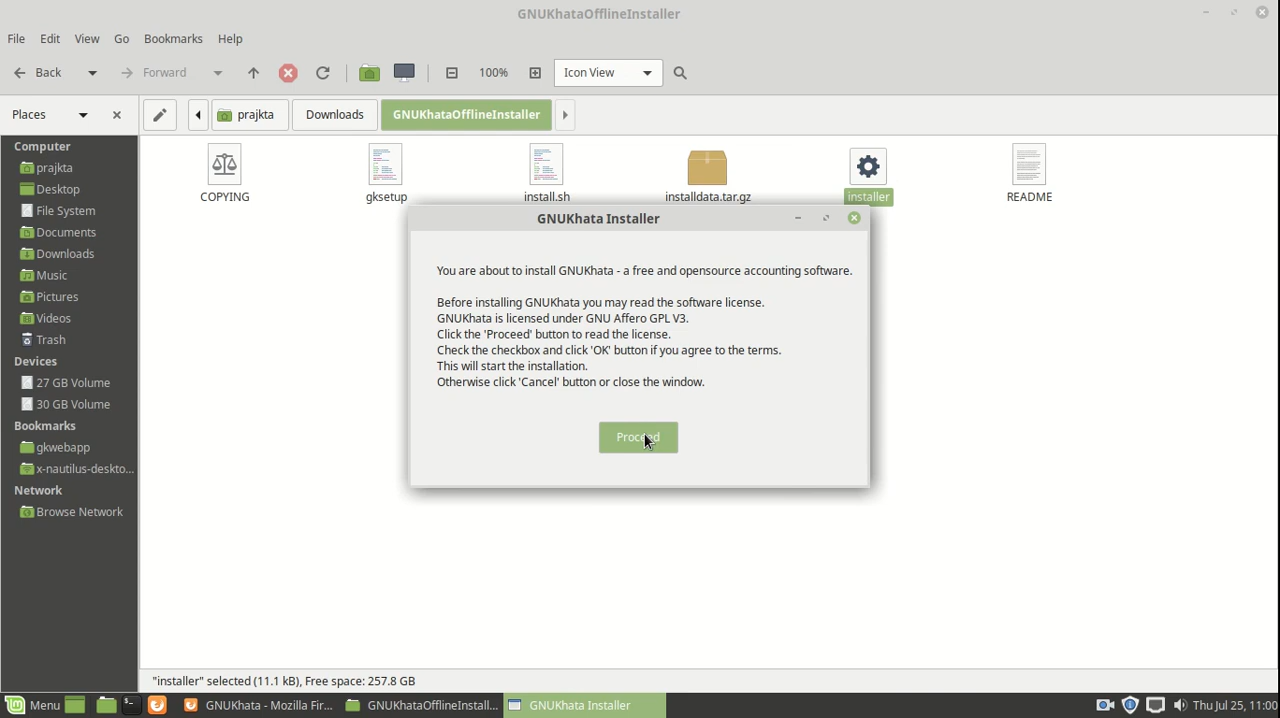 GNUKhataOfflineInstaller
File Edit View Go Bookmarks Help
Back Forward 100% Icon View
Places prajkta Downloads GNUKhataOfflineInstaller
Computer
prajkta
Desktop
File System
Documents
Downloads
Music
Pictures
Videos
Trash
Devices
27 GB Volume
30 GB Volume
Bookmarks
gkwebapp
x-nautilus-deskto...
Network
Browse Network
COPYING gksetup install.sh installdata.tar.gz installer README
GNUKhata Installer
You are about to install GNUKhata - a free and opensource accounting software.
Before installing GNUKhata you may read the software license.
GNUKhata is licensed under GNU Affero GPL V3.
Click the 'Proceed' button to read the license.
Check the checkbox and click 'OK' button if you agree to the terms.
This will start the installation.
Otherwise click 'Cancel' button or close the window.
Proceed
"installer" selected (11.1 kB), Free space: 257.8 GB
Menu GNUKhata - Mozilla Fir... GNUKhataOfflineInstall... GNUKhata Installer Thu Jul 25, 11:00